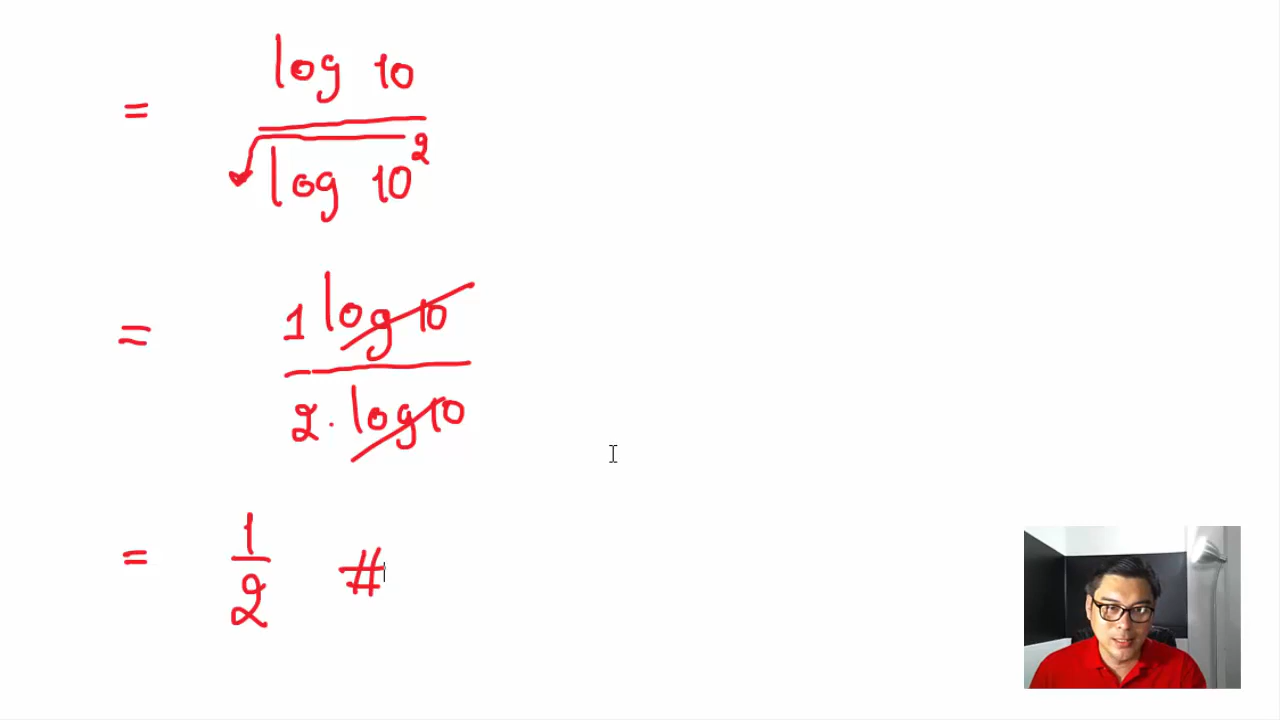 = log 10 / √log 10²
= 1 log 10 / 2 · log 10
= 1/2 #